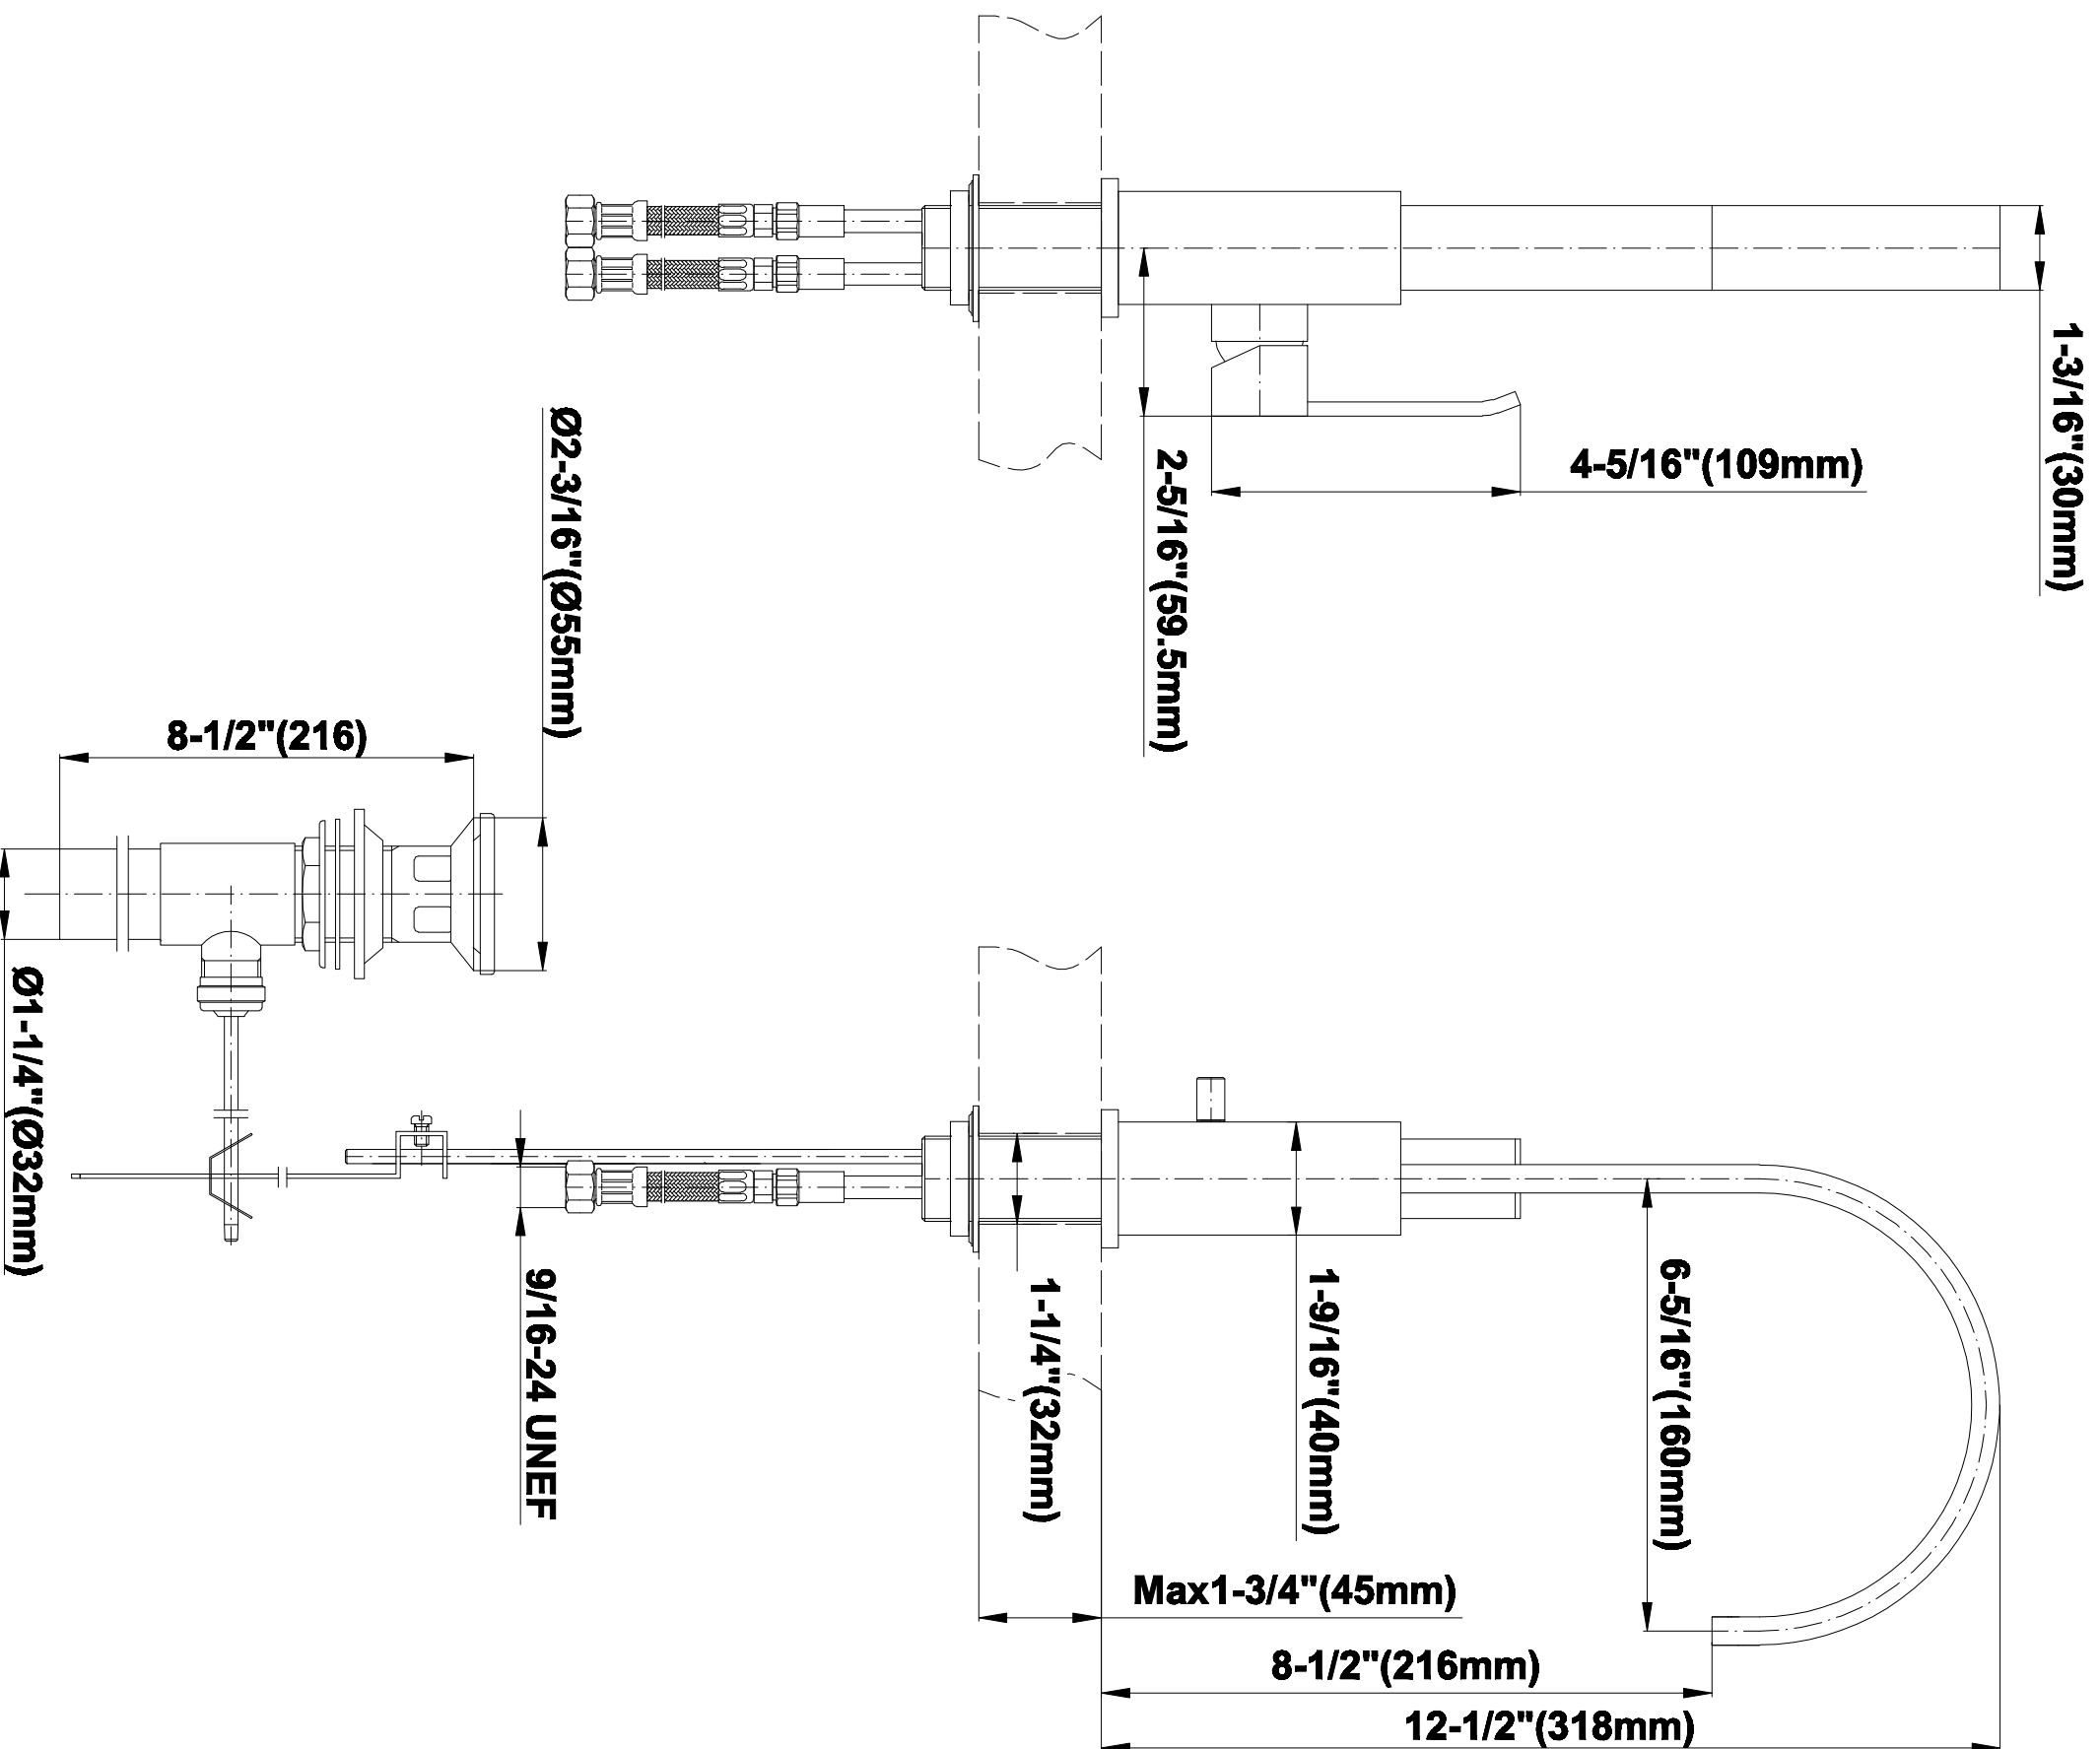 1-3/16"(30mm)
4-5/16"(109mm)
2-5/16"(59.5mm)
Ø2-3/16"(Ø55mm)
8-1/2"(216)
Ø1-1/4"(Ø32mm)
9/16-24 UNEF
1-1/4"(32mm)
1-9/16"(40mm)
6-5/16"(160mm)
Max1-3/4"(45mm)
8-1/2"(216mm)
12-1/2"(318mm)